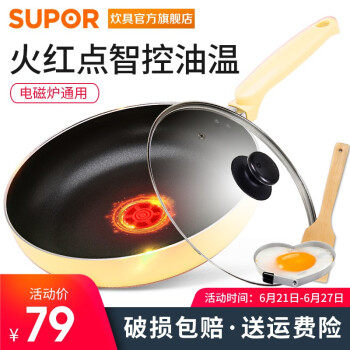 SUPOR 炊具官方旗舰店
火红点智控油温
电磁炉通用
活动价
¥79
活动时间：6月21日-6月27日
破损包赔·送运费险